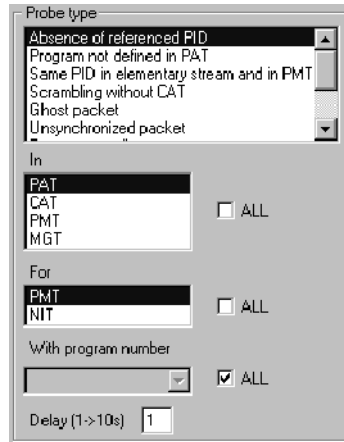 Probe type
Absence of referenced PID
Program not defined in PAT
Same PID in elementary stream and in PMT
Scrambling without CAT
Ghost packet
Unsynchronized packet
In
PAT
CAT
PMT
MGT
ALL
For
PMT
NIT
ALL
With program number
ALL
Delay (1->10s) 1